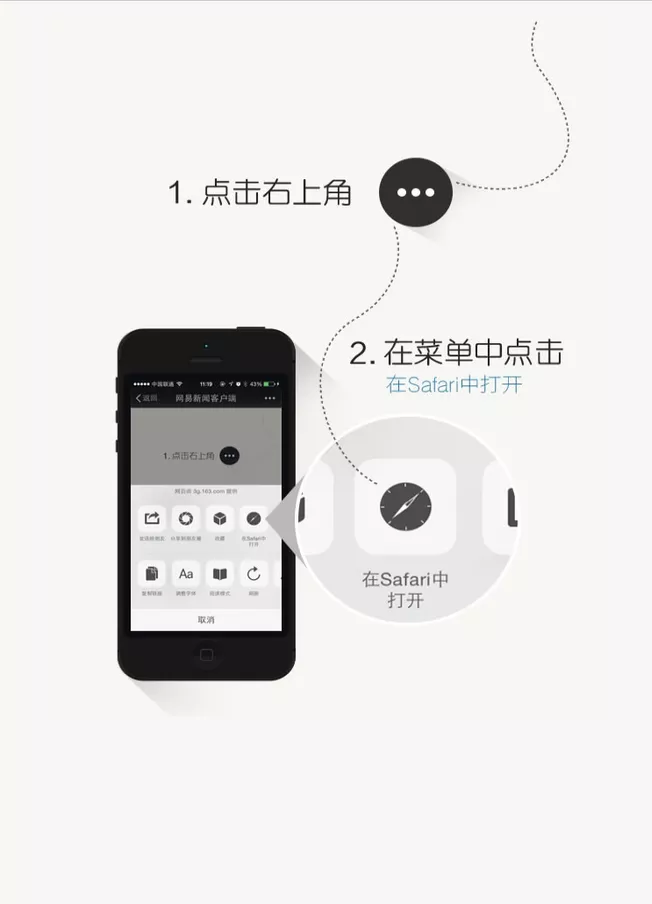 1. 点击右上角
2. 在菜单中点击
在Safari中打开
中国联通
11:19
43%
返回
网易新闻客户端
1. 点击右上角
网页由 3g.163.com 提供
发送给朋友
分享到朋友圈
收藏
在Safari中
打开
复制链接
Aa
调整字体
阅读模式
刷新
取消
在Safari中
打开